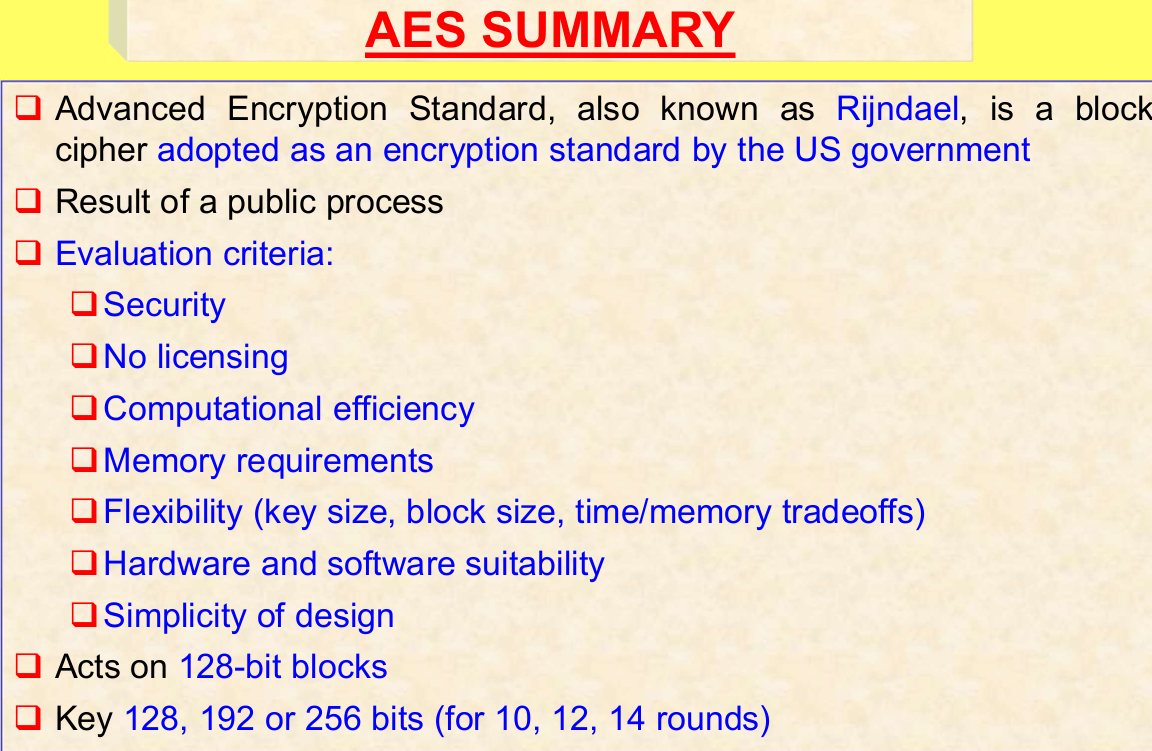 AES SUMMARY
Advanced Encryption Standard, also known as Rijndael, is a block
cipher adopted as an encryption standard by the US government
Result of a public process
Evaluation criteria:
Security
No licensing
Computational efficiency
Memory requirements
Flexibility (key size, block size, time/memory tradeoffs)
Hardware and software suitability
Simplicity of design
Acts on 128-bit blocks
Key 128, 192 or 256 bits (for 10, 12, 14 rounds)